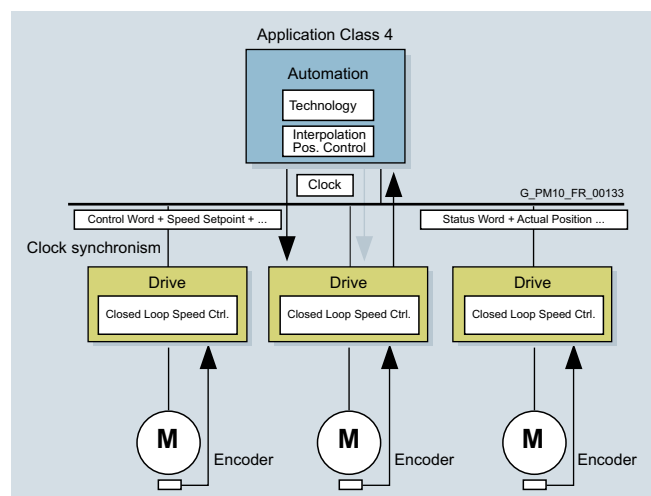 Application Class 4
Automation
Technology
Interpolation
Pos. Control
Clock
G_PM10_FR_00133
Control Word + Speed Setpoint + ...
Status Word + Actual Position ...
Clock synchronism
Drive
Drive
Drive
Closed Loop Speed Ctrl.
Closed Loop Speed Ctrl.
Closed Loop Speed Ctrl.
M
M
M
Encoder
Encoder
Encoder